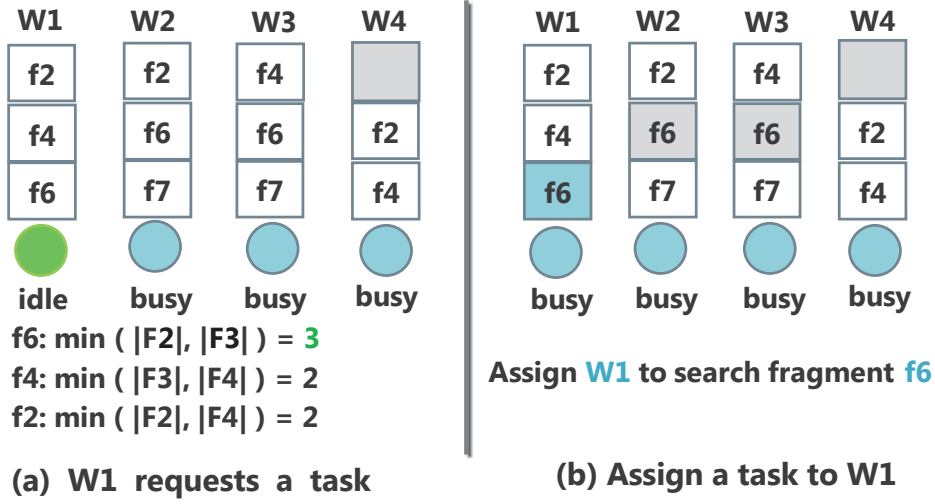 W1 W2 W3 W4
f2 f2 f4
f4 f6 f6 f2
f6 f7 f7 f4
idle busy busy busy
f6: min ( |F2|, |F3| ) = 3
f4: min ( |F3|, |F4| ) = 2
f2: min ( |F2|, |F4| ) = 2
(a) W1 requests a task
W1 W2 W3 W4
f2 f2 f4
f4 f6 f6 f2
f6 f7 f7 f4
busy busy busy busy
Assign W1 to search fragment f6
(b) Assign a task to W1